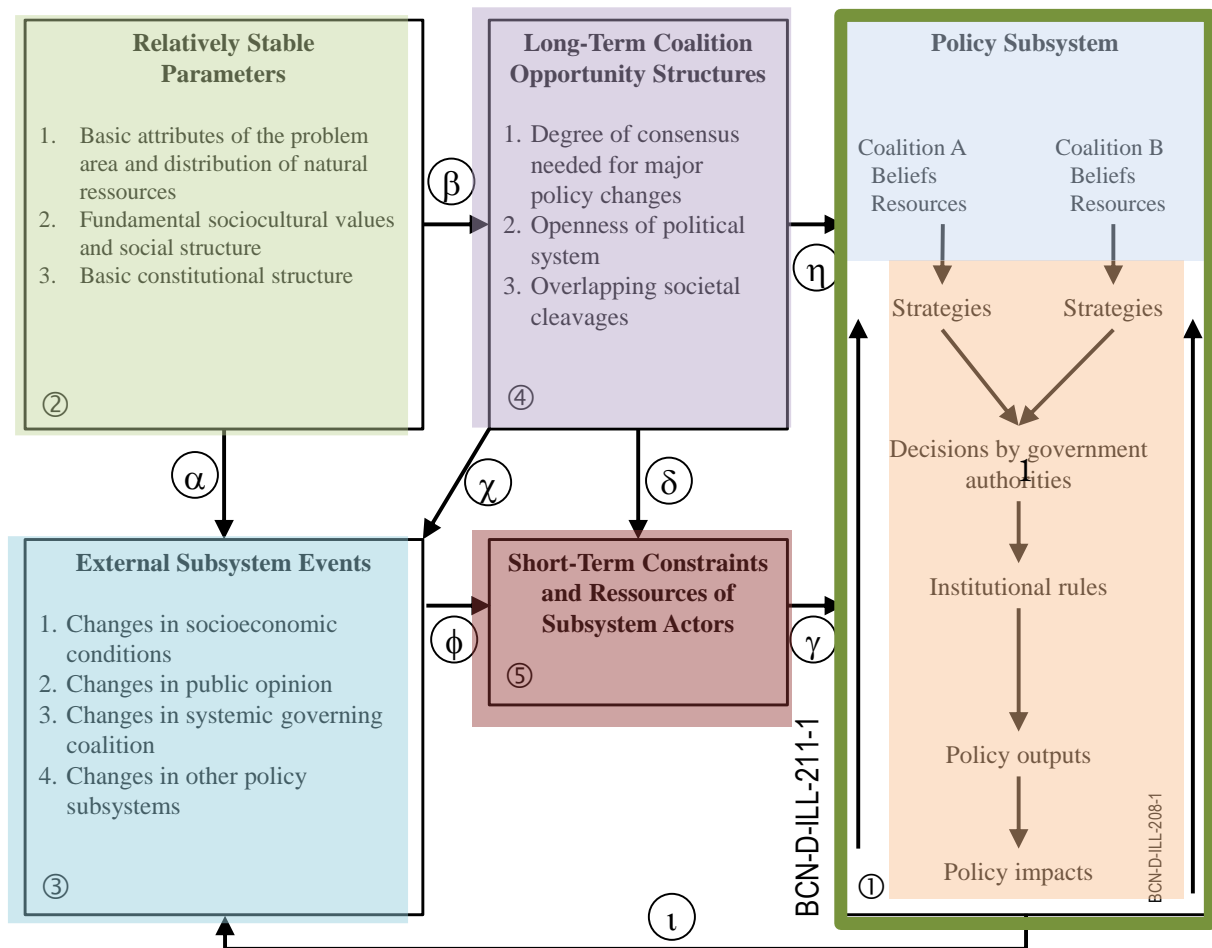 Relatively Stable
Parameters
1. Basic attributes of the problem
area and distribution of natural
ressources
2. Fundamental sociocultural values
and social structure
3. Basic constitutional structure
②
β
Long-Term Coalition
Opportunity Structures
1. Degree of consensus
needed for major
policy changes
2. Openness of political
system
3. Overlapping societal
cleavages
④
η
α
χ
δ
External Subsystem Events
1. Changes in socioeconomic
conditions
2. Changes in public opinion
3. Changes in systemic governing
coalition
4. Changes in other policy
subsystems
③
ϕ
Short-Term Constraints
and Ressources of
Subsystem Actors
⑤
γ
Policy Subsystem
Coalition A
Beliefs
Resources
Coalition B
Beliefs
Resources
Strategies
Strategies
Decisions by government
authorities
1
Institutional rules
Policy outputs
Policy impacts
①
BCN-D-ILL-211-1
BCN-D-ILL-208-1
ι